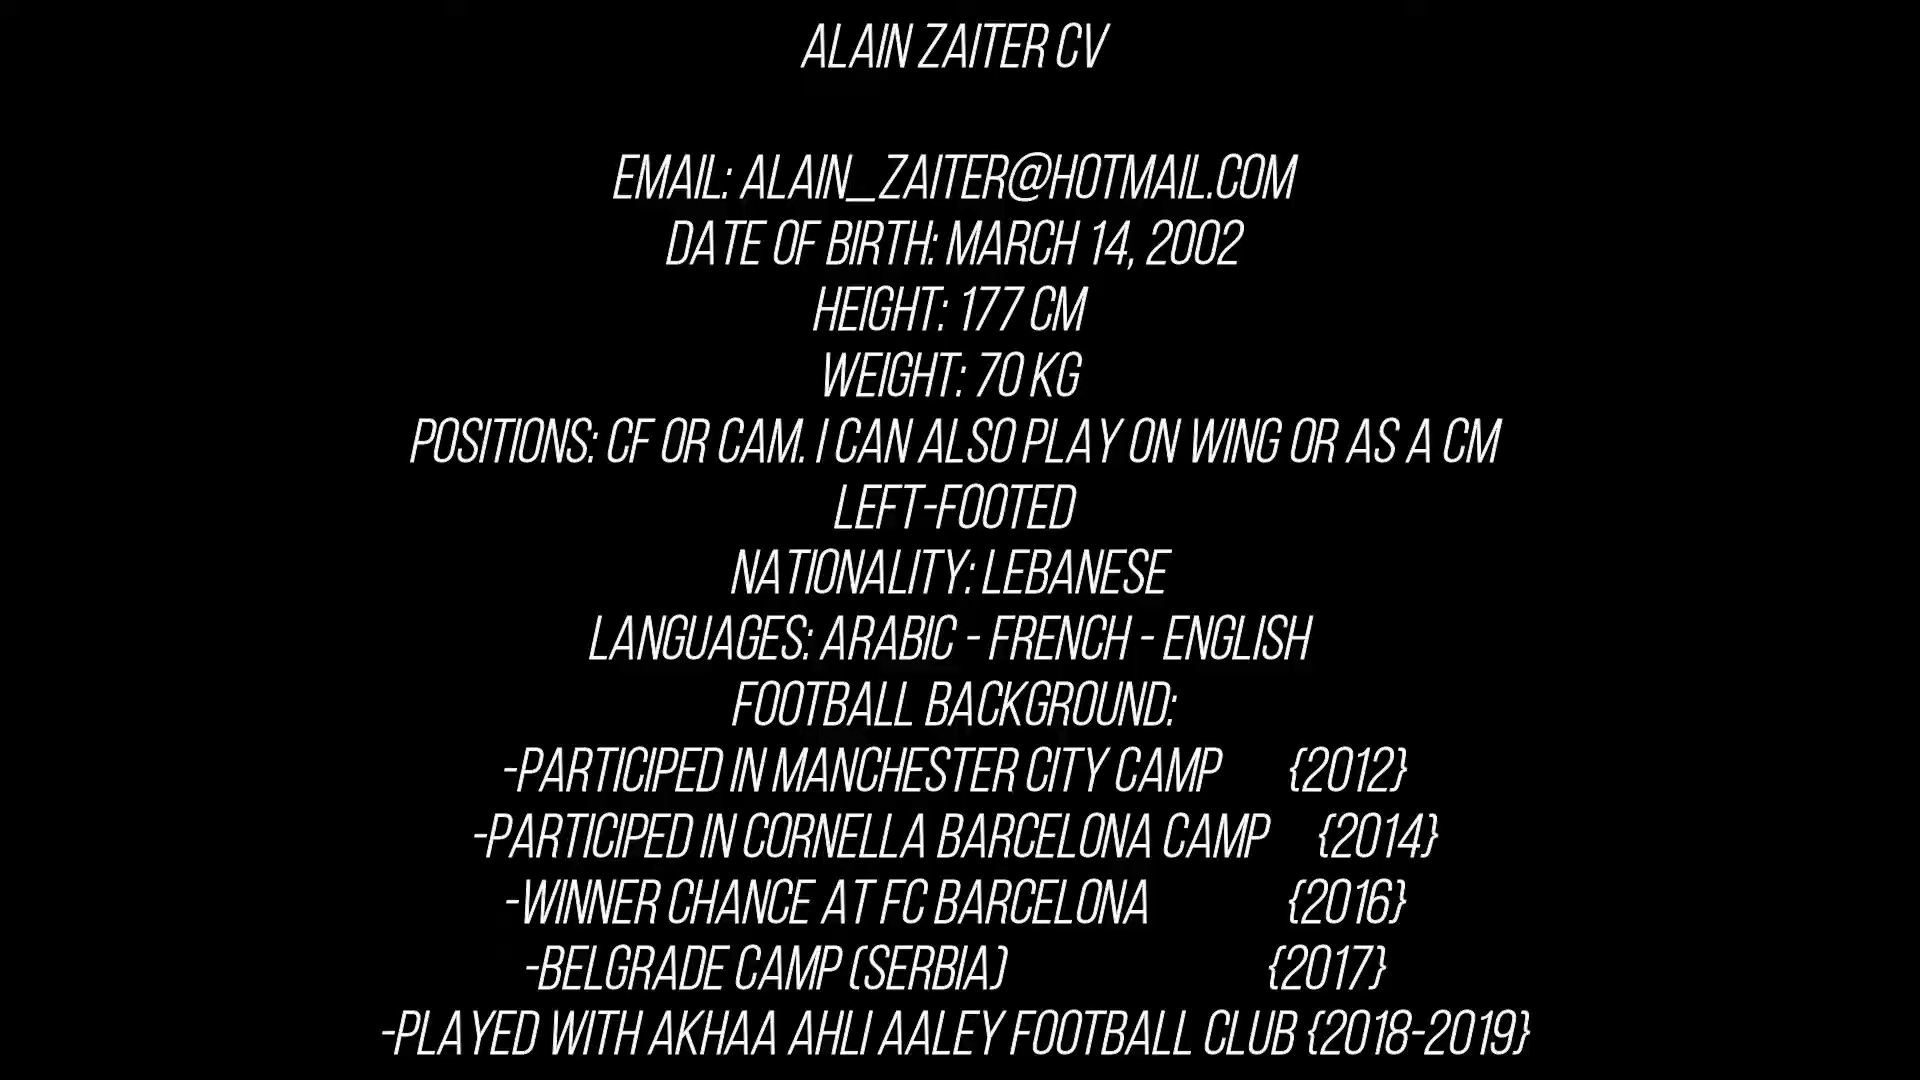 ALAIN ZAITER CV
EMAIL: ALAIN_ZAITER@HOTMAIL.COM
DATE OF BIRTH: MARCH 14, 2002
HEIGHT: 177 CM
WEIGHT: 70 KG
POSITIONS: CF OR CAM. I CAN ALSO PLAY ON WING OR AS A CM
LEFT-FOOTED
NATIONALITY: LEBANESE
LANGUAGES: ARABIC - FRENCH - ENGLISH
FOOTBALL BACKGROUND:
-PARTICIPED IN MANCHESTER CITY CAMP {2012}
-PARTICIPED IN CORNELLA BARCELONA CAMP {2014}
-WINNER CHANCE AT FC BARCELONA {2016}
-BELGRADE CAMP (SERBIA) {2017}
-PLAYED WITH AKHAA AHLI AALEY FOOTBALL CLUB {2018-2019}